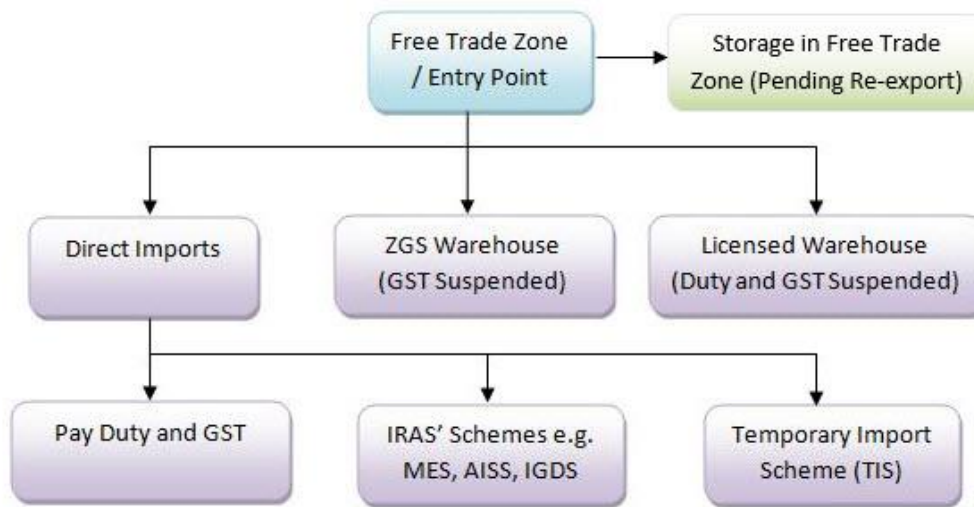 Free Trade Zone
/ Entry Point
Storage in Free Trade
Zone (Pending Re-export)
Direct Imports
ZGS Warehouse
(GST Suspended)
Licensed Warehouse
(Duty and GST Suspended)
Pay Duty and GST
IRAS’ Schemes e.g.
MES, AISS, IGDS
Temporary Import
Scheme (TIS)